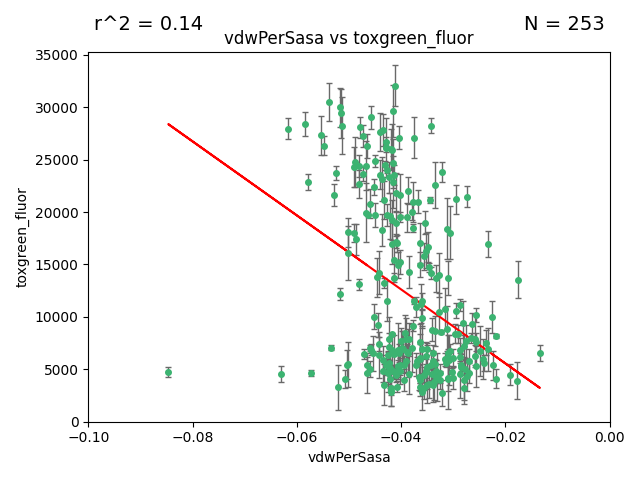 r^2 = 0.14
N = 253
vdwPerSasa vs toxgreen_fluor
35000
30000
25000
20000
15000
10000
5000
0
toxgreen_fluor
−0.10
−0.08
−0.06
−0.04
−0.02
0.00
vdwPerSasa